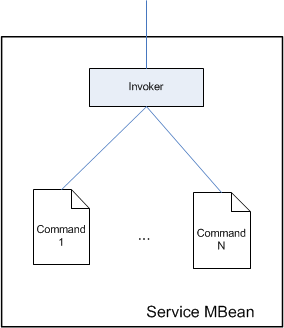 Invoker
Command
1
...
Command
N
Service MBean